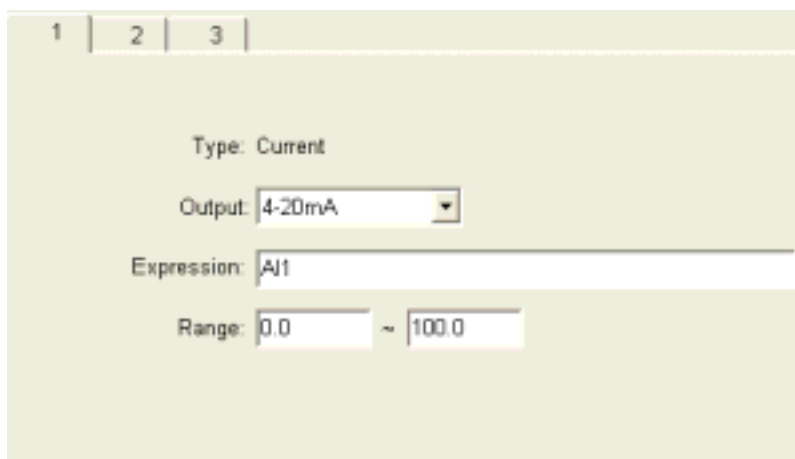 1 2 3
Type: Current
Output: 4-20mA
Expression: AI1
Range: 0.0 ~ 100.0